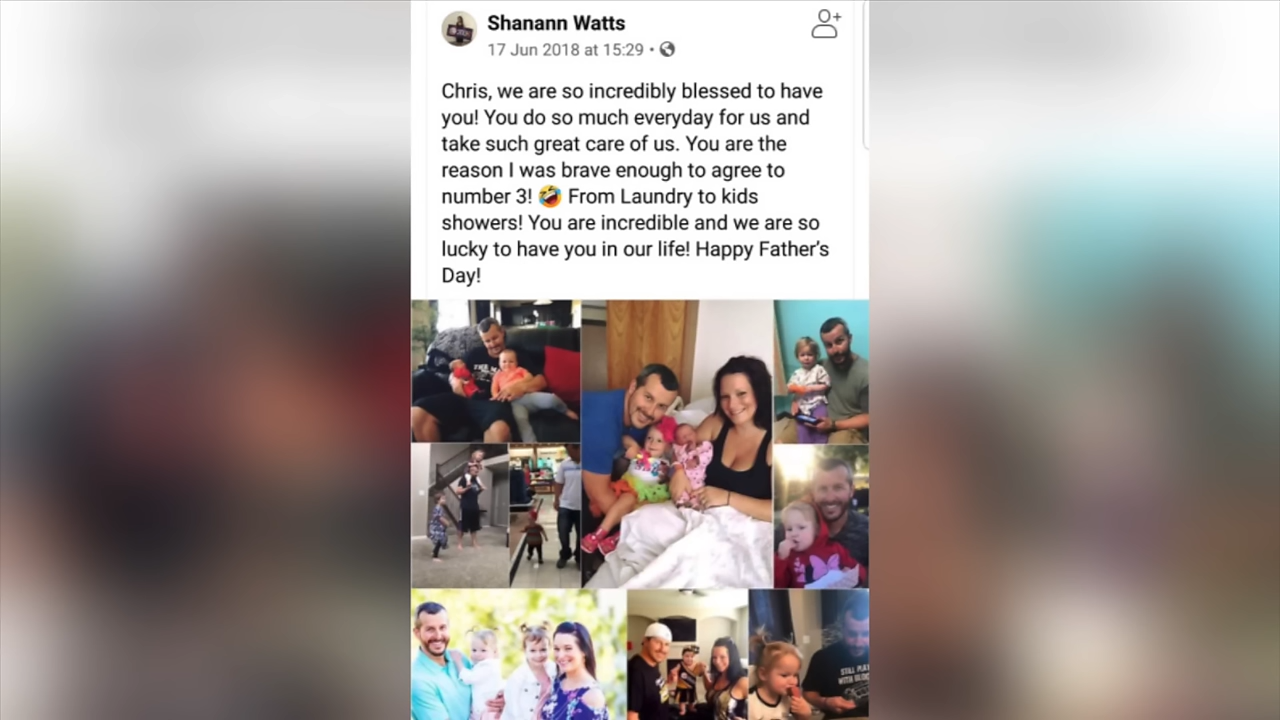 Shanann Watts
17 Jun 2018 at 15:29 •
Chris, we are so incredibly blessed to have
you! You do so much everyday for us and
take such great care of us. You are the
reason I was brave enough to agree to
number 3! 🤣 From Laundry to kids
showers! You are incredible and we are so
lucky to have you in our life! Happy Father’s
Day!